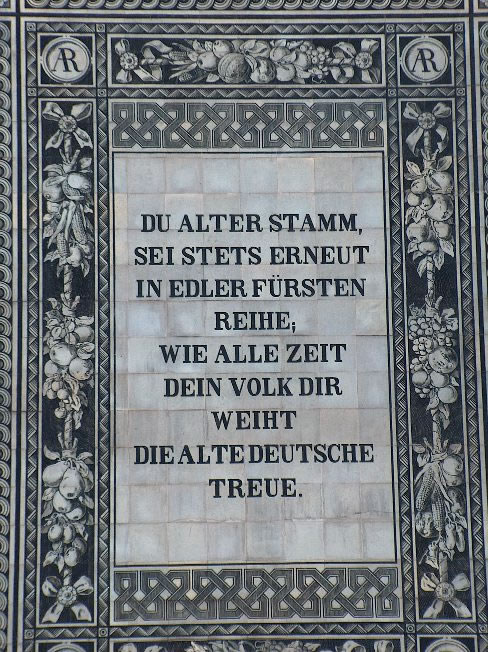 AR AR
DU ALTER STAMM,
SEI STETS ERNEUT
IN EDLER FÜRSTEN
REIHE;
WIE ALLE ZEIT
DEIN VOLK DIR
WEIHT
DIE ALTE DEUTSCHE
TREUE.